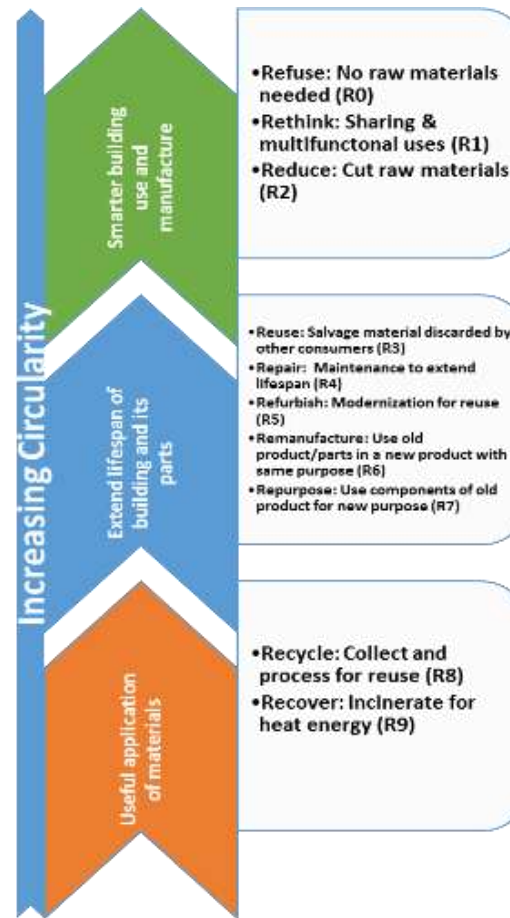 Increasing Circularity
Smarter building
use and
manufacture
•Refuse: No raw materials
needed (R0)
•Rethink: Sharing &
multifunctonal uses (R1)
•Reduce: Cut raw materials
(R2)
Extend lifespan of
building and its
parts
•Reuse: Salvage material discarded by
other consumers (R3)
•Repair: Maintenance to extend
lifespan (R4)
•Refurbish: Modernization for reuse
(R5)
•Remanufacture: Use old
product/parts in a new product with
same purpose (R6)
•Repurpose: Use components of old
product for new purpose (R7)
Useful application
of materials
•Recycle: Collect and
process for reuse (R8)
•Recover: Incinerate for
heat energy (R9)